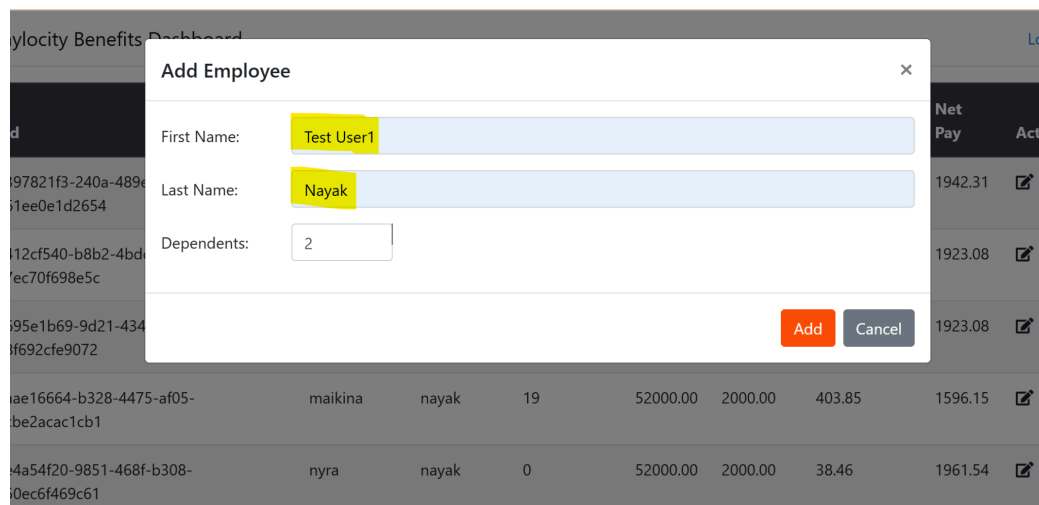 ylocity Benefits Dashboard
Lo
Add Employee
×
Net
Pay
d
Act
First Name:
Test User1
397821f3-240a-489e
1942.31
51ee0e1d2654
Last Name:
Nayak
Dependents:
2
412cf540-b8b2-4bd
1923.08
7ec70f698e5c
595e1b69-9d21-434
1923.08
8f692cfe9072
Add
Cancel
ae16664-b328-4475-af05-
maikina
nayak
19
52000.00
2000.00
403.85
1596.15
be2acac1cb1
e4a54f20-9851-468f-b308-
nyra
nayak
0
52000.00
2000.00
38.46
1961.54
60ec6f469c61